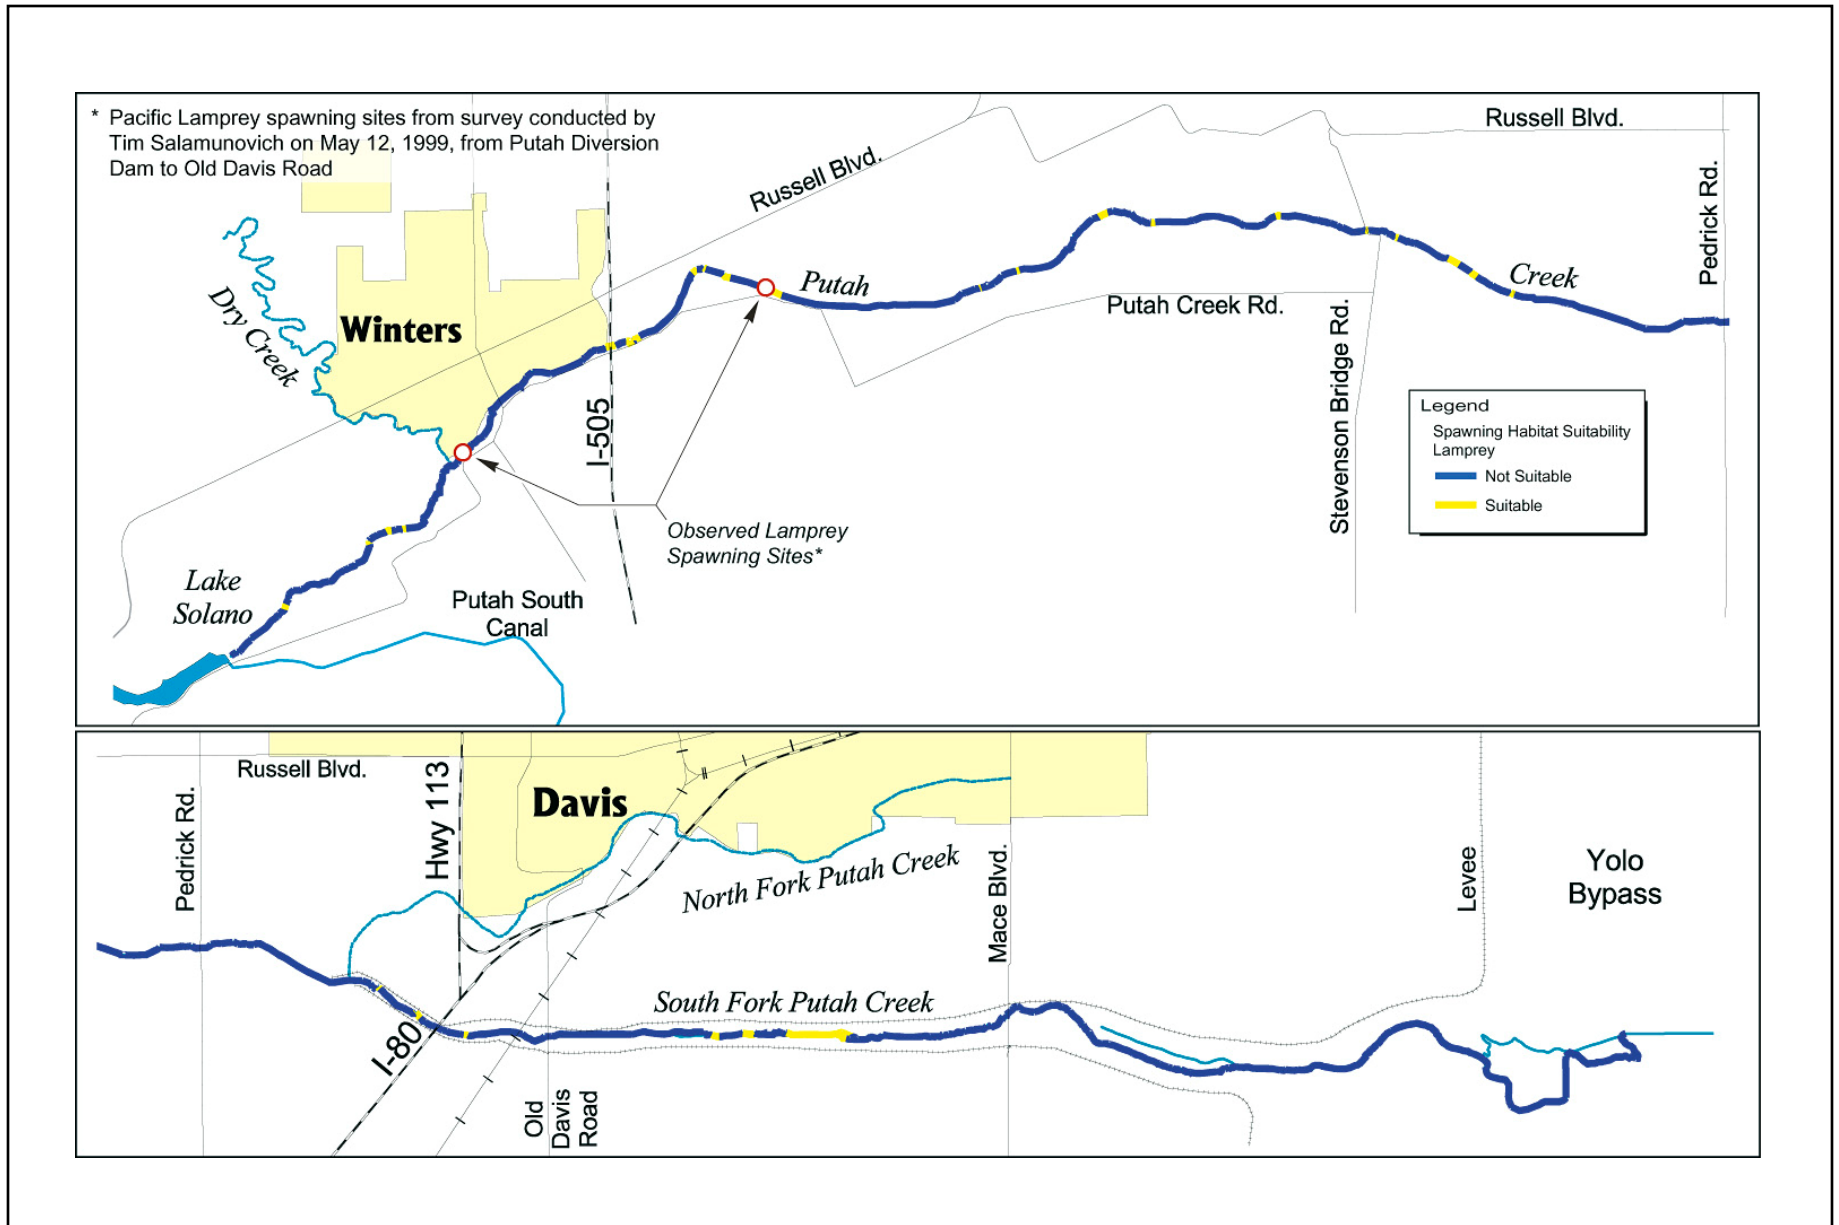 * Pacific Lamprey spawning sites from survey conducted by
Tim Salamunovich on May 12, 1999, from Putah Diversion
Dam to Old Davis Road
Russell Blvd.
Russell Blvd.
Pedrick Rd.
Putah
Creek
Putah Creek Rd.
Dry Creek
Winters
I-505
Stevenson Bridge Rd.
Legend
Spawning Habitat Suitability
Lamprey
Not Suitable
Suitable
Observed Lamprey
Spawning Sites*
Lake
Solano
Putah South
Canal
Russell Blvd.
Pedrick Rd.
Hwy 113
Davis
North Fork Putah Creek
Mace Blvd.
Levee
Yolo
Bypass
South Fork Putah Creek
I-80
Old
Davis
Road